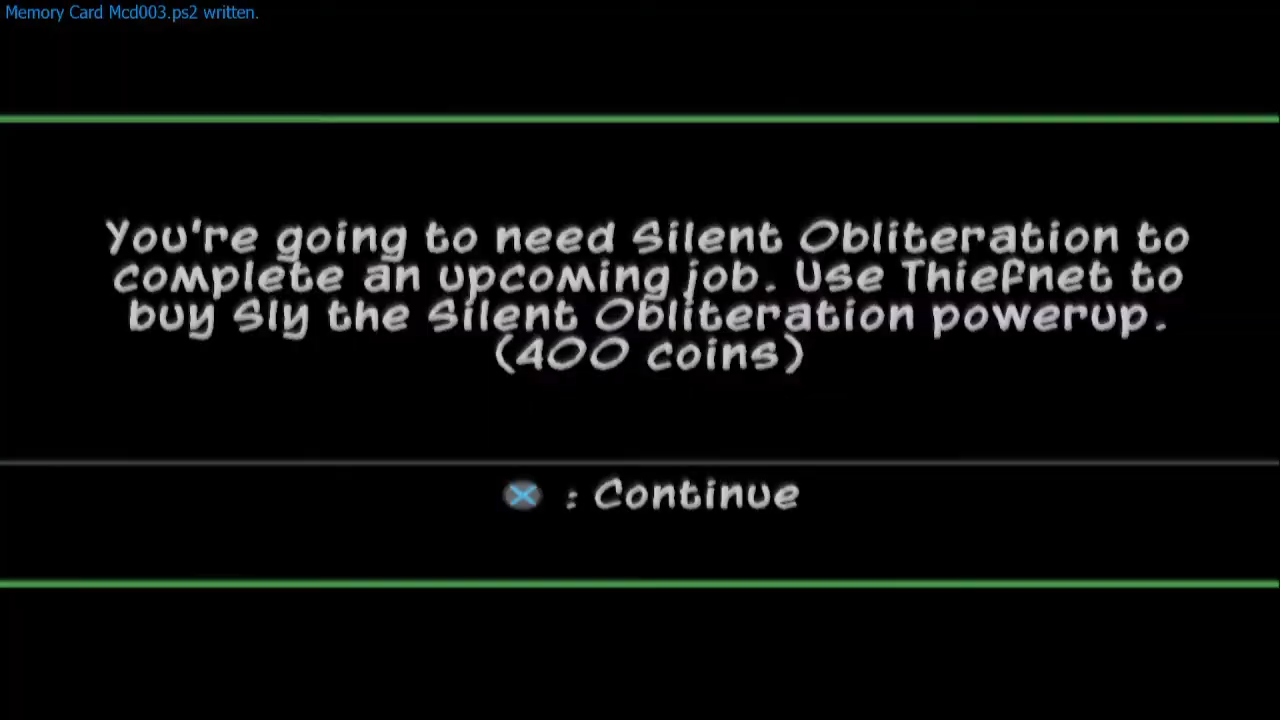 Memory Card Mcd003.ps2 written.
You're going to need Silent Obliteration to
complete an upcoming job. Use Thiefnet to
buy Sly the Silent Obliteration powerup.
(400 coins)
: Continue